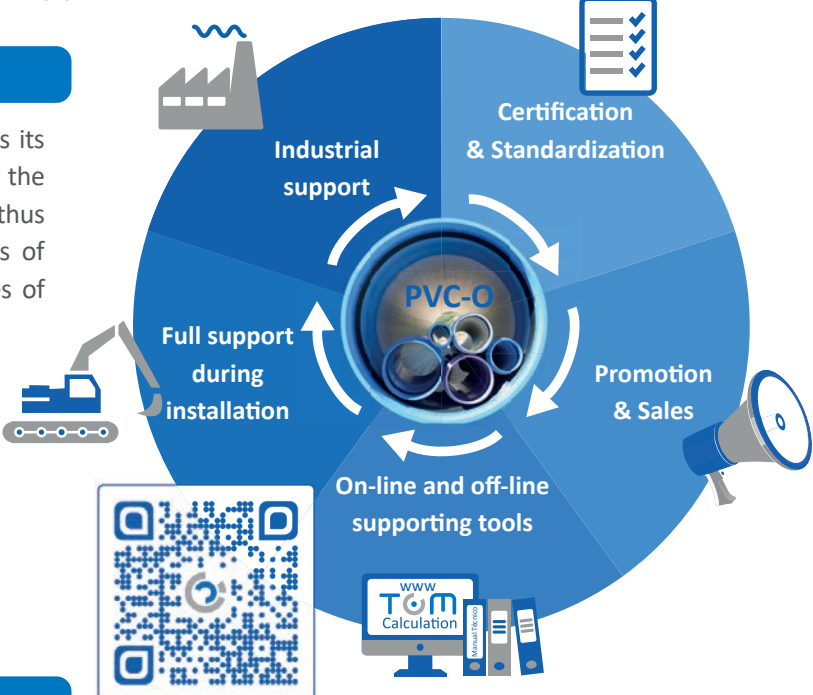 s its
the
thus
s of
es of
Certification
& Standardization
Industrial
support
PVC-O
Full support
during
installation
Promotion
& Sales
On-line and off-line
supporting tools
www
TOM
Calculation
Manual Técnico